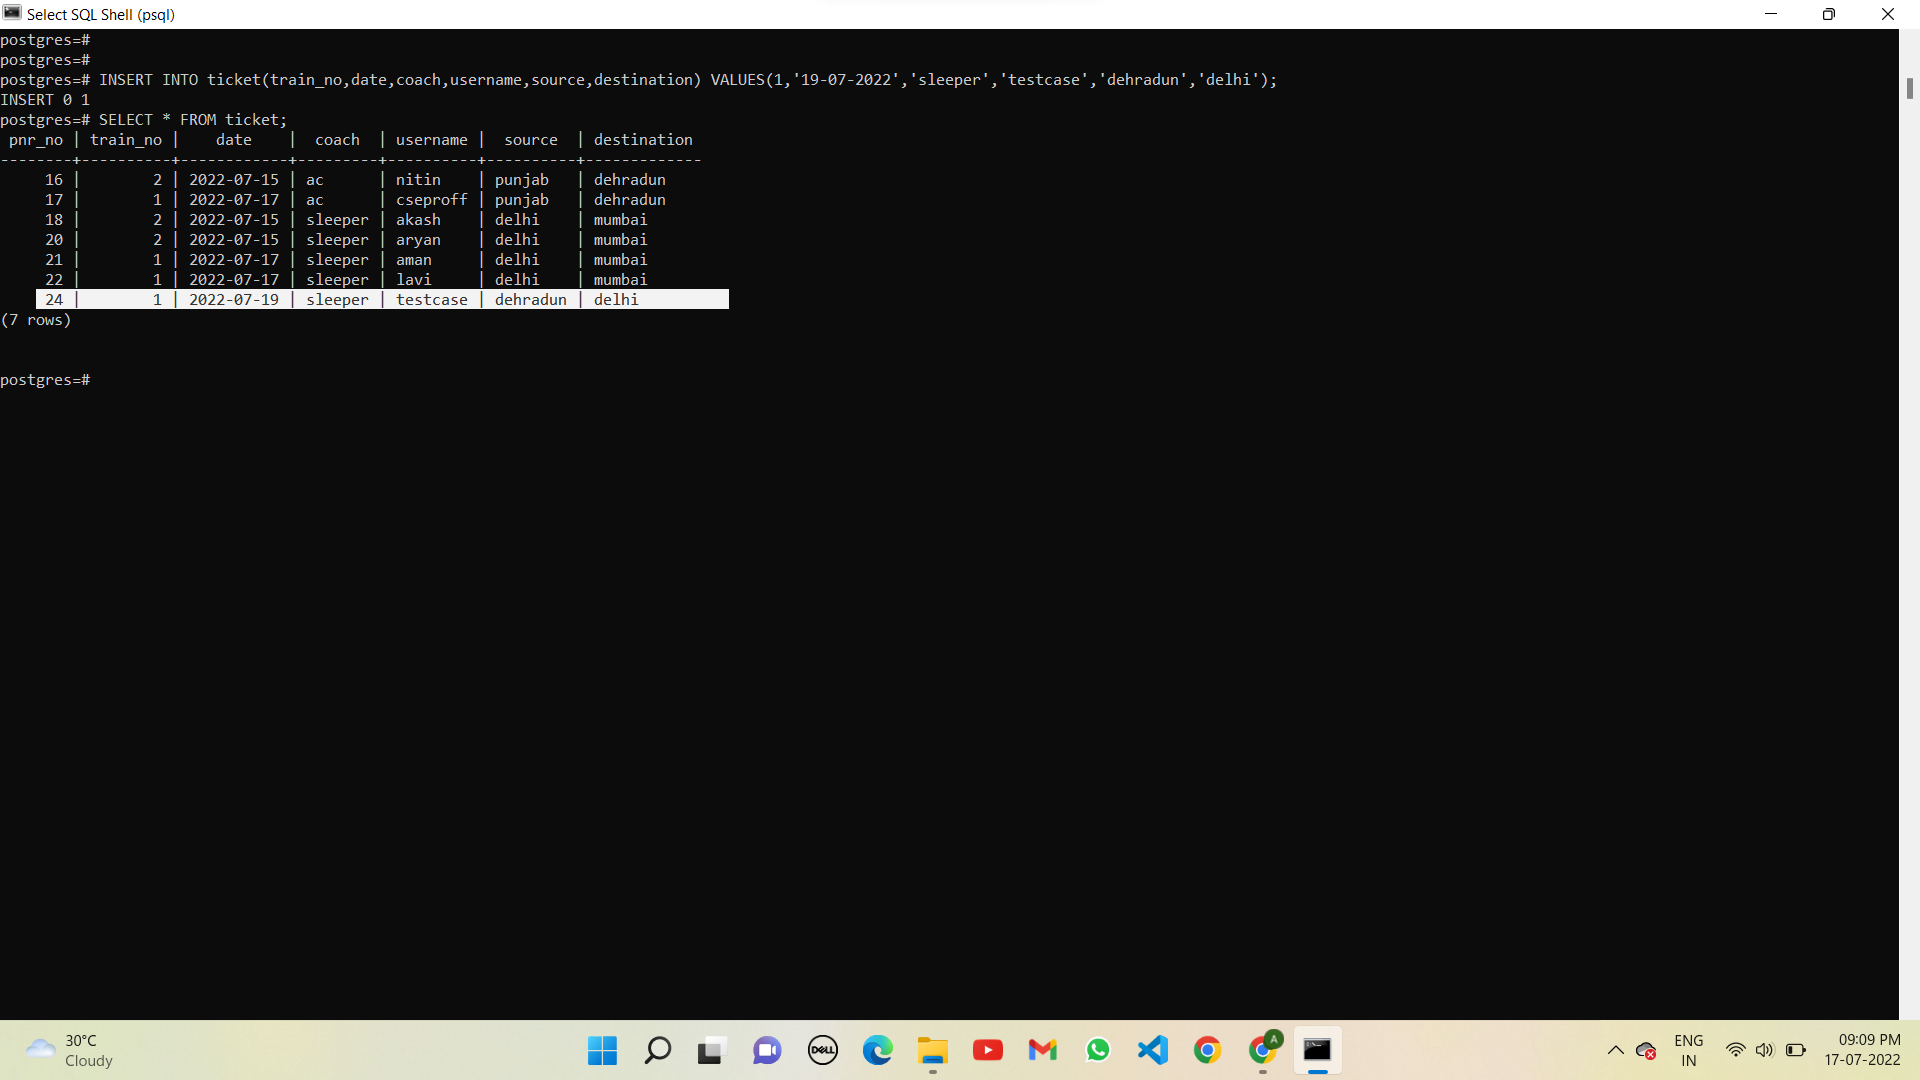 Select SQL Shell (psql)
postgres=#
postgres=#
postgres=# INSERT INTO ticket(train_no,date,coach,username,source,destination) VALUES(1,'19-07-2022','sleeper','testcase','dehradun','delhi');
INSERT 0 1
postgres=# SELECT * FROM ticket;
 pnr_no | train_no |    date    |  coach  | username |  source  | destination
--------+----------+------------+---------+----------+----------+-------------
     16 |        2 | 2022-07-15 | ac      | nitin    | punjab   | dehradun
     17 |        1 | 2022-07-17 | ac      | cseproff | punjab   | dehradun
     18 |        2 | 2022-07-15 | sleeper | akash    | delhi    | mumbai
     20 |        2 | 2022-07-15 | sleeper | aryan    | delhi    | mumbai
     21 |        1 | 2022-07-17 | sleeper | aman     | delhi    | mumbai
     22 |        1 | 2022-07-17 | sleeper | lavi     | delhi    | mumbai
     24 |        1 | 2022-07-19 | sleeper | testcase | dehradun | delhi
(7 rows)
postgres=#
30°C
Cloudy
DELL
A
ENG
IN
09:09 PM
17-07-2022